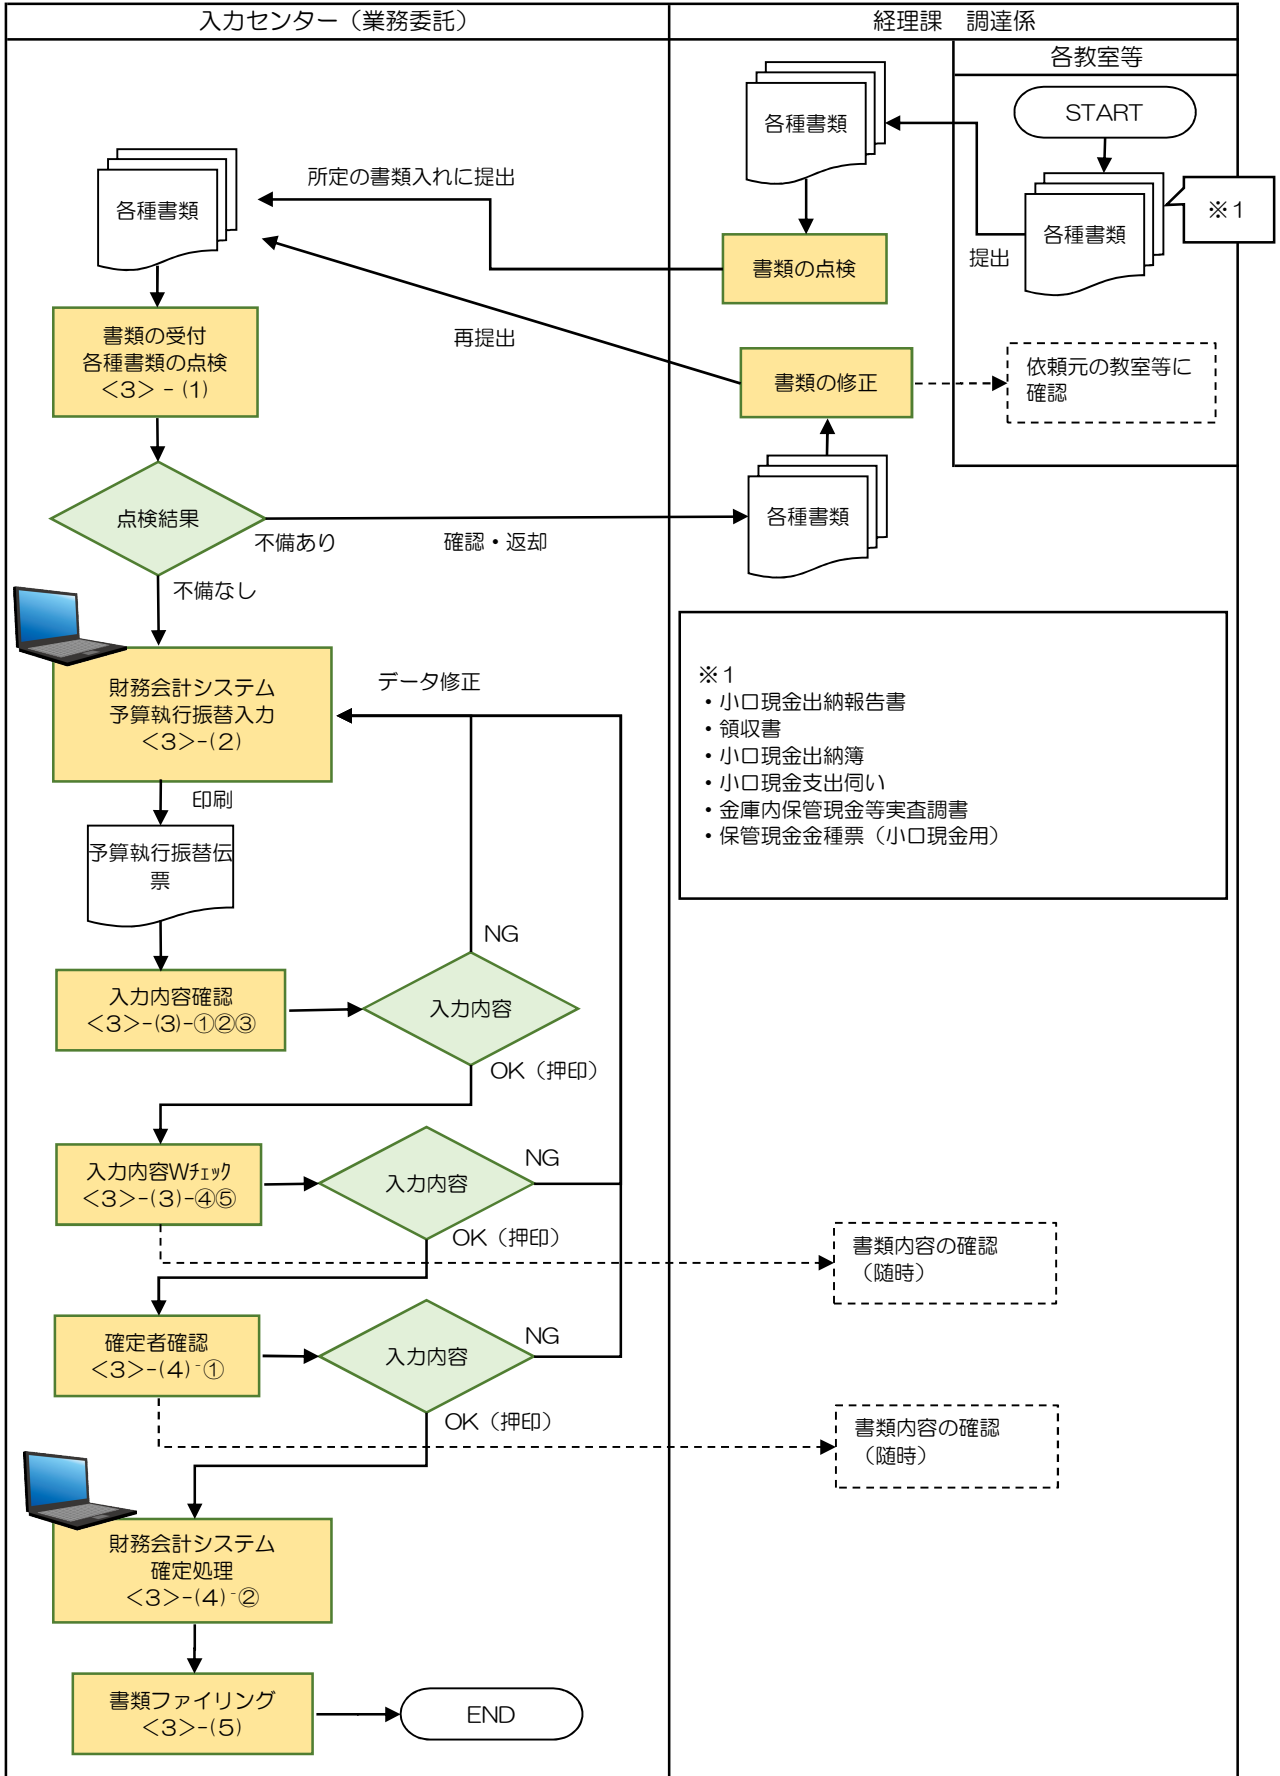 入力センター（業務委託）
経理課　調達係
各教室等
START
各種書類
※１
提出
各種書類
書類の点検
所定の書類入れに提出
各種書類
再提出
書類の受付
各種書類の点検
<３> - (1)
書類の修正
依頼元の教室等に
確認
点検結果
不備あり
確認・返却
各種書類
不備なし
財務会計システム
予算執行振替入力
<３>-(２)
データ修正
※１
・小口現金出納報告書
・領収書
・小口現金出納簿
・小口現金支出伺い
・金庫内保管現金等実査調書
・保管現金金種票（小口現金用）
印刷
予算執行振替伝
票
NG
入力内容確認
<３>-(３)-①②③
入力内容
OK（押印）
入力内容Wﾁｪｯｸ
<３>-(３)-④⑤
入力内容
NG
OK（押印）
書類内容の確認
（随時）
確定者確認
<３>-(４)-①
入力内容
NG
OK（押印）
書類内容の確認
（随時）
財務会計システム
確定処理
<３>-(４)-②
書類ファイリング
<３>-(５)
END